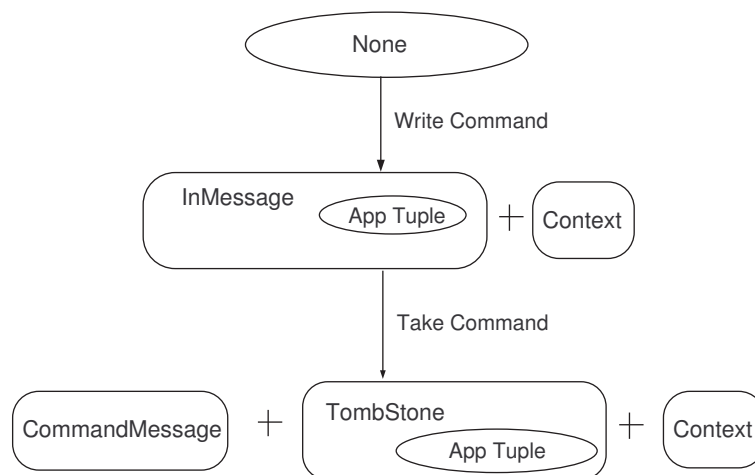 None
Write Command
InMessage
App Tuple
+
Context
Take Command
CommandMessage
+
TombStone
App Tuple
+
Context